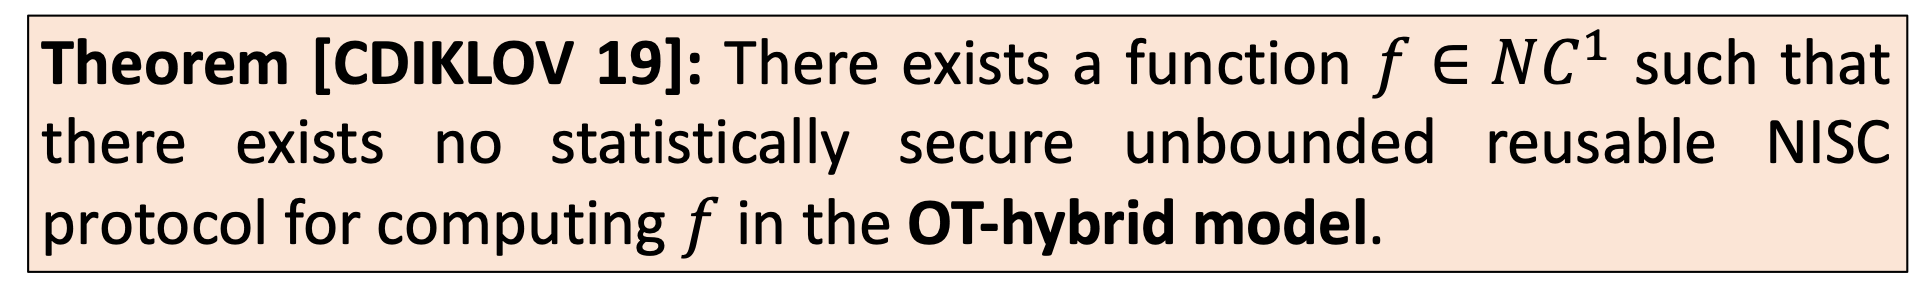 Theorem [CDIKLOV 19]: There exists a function f ∈ NC¹ such that
there exists no statistically secure unbounded reusable NISC
protocol for computing f in the OT-hybrid model.